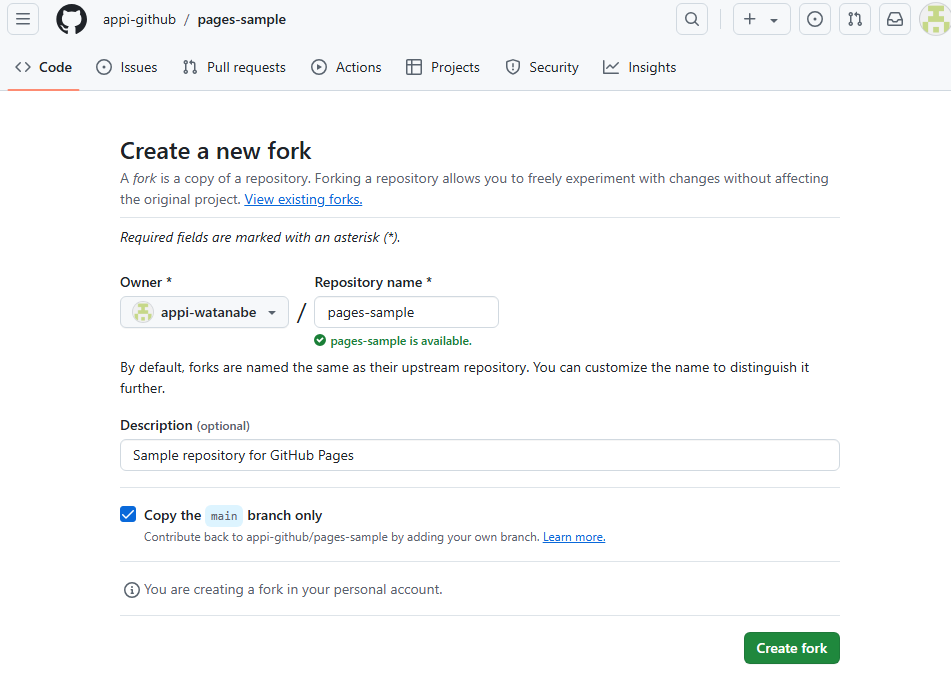 appi-github / pages-sample
Code Issues Pull requests Actions Projects Security Insights
Create a new fork
A fork is a copy of a repository. Forking a repository allows you to freely experiment with changes without affecting
the original project. View existing forks.
Required fields are marked with an asterisk (*).
Owner * Repository name *
appi-watanabe / pages-sample
pages-sample is available.
By default, forks are named the same as their upstream repository. You can customize the name to distinguish it
further.
Description (optional)
Sample repository for GitHub Pages
Copy the main branch only
Contribute back to appi-github/pages-sample by adding your own branch. Learn more.
You are creating a fork in your personal account.
Create fork